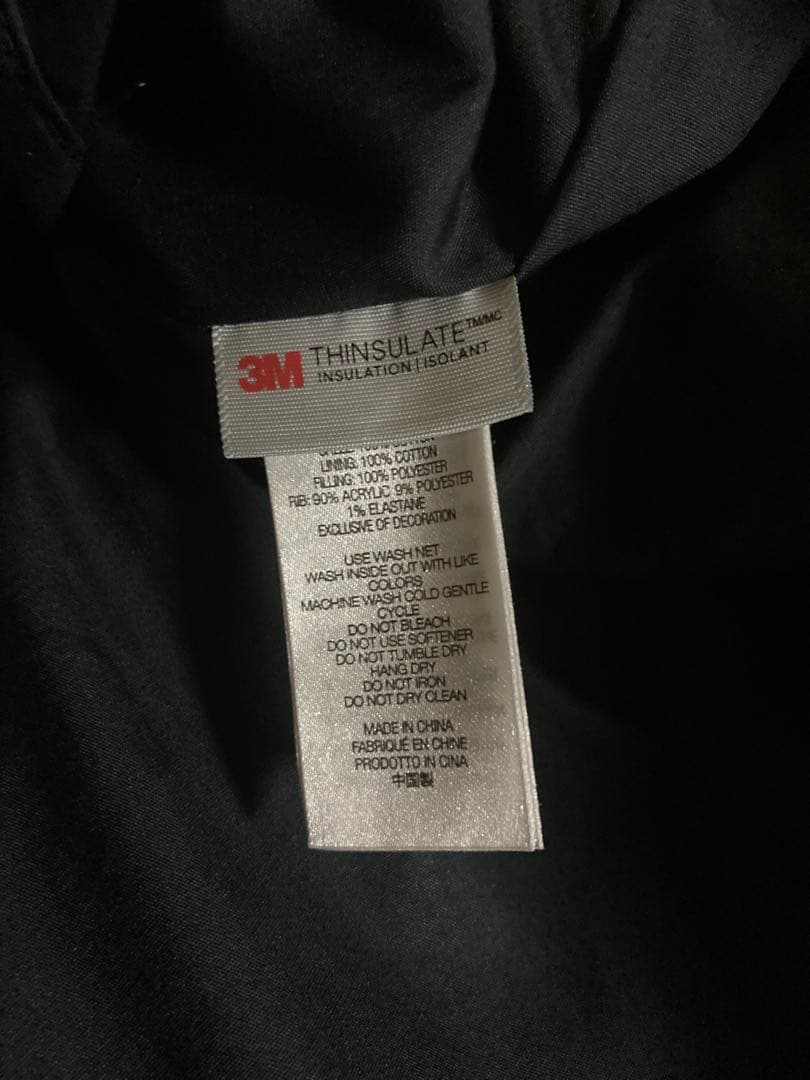 3M THINSULATE™/MC
INSULATION | ISOLANT
LINING: 100% COTTON
FILLING: 100% POLYESTER
RIB: 90% ACRYLIC 9% POLYESTER
1% ELASTANE
EXCLUSIVE OF DECORATION
USE WASH NET
WASH INSIDE OUT WITH LIKE
COLORS
MACHINE WASH COLD GENTLE
CYCLE
DO NOT BLEACH
DO NOT USE SOFTENER
DO NOT TUMBLE DRY
HANG DRY
DO NOT IRON
DO NOT DRY CLEAN
MADE IN CHINA
FABRIQUÉ EN CHINE
PRODOTTO IN CINA
中国製